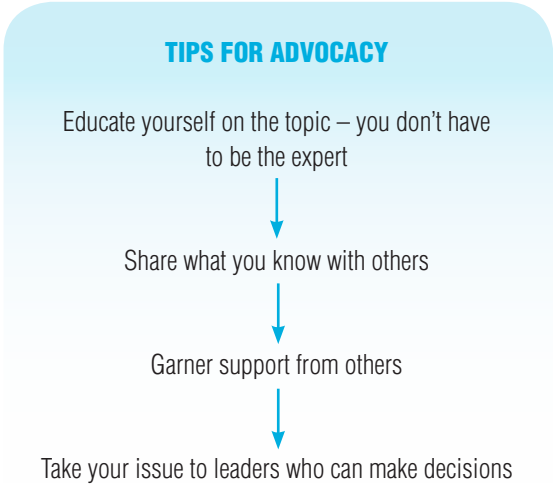 TIPS FOR ADVOCACY
Educate yourself on the topic – you don’t have
to be the expert
Share what you know with others
Garner support from others
Take your issue to leaders who can make decisions